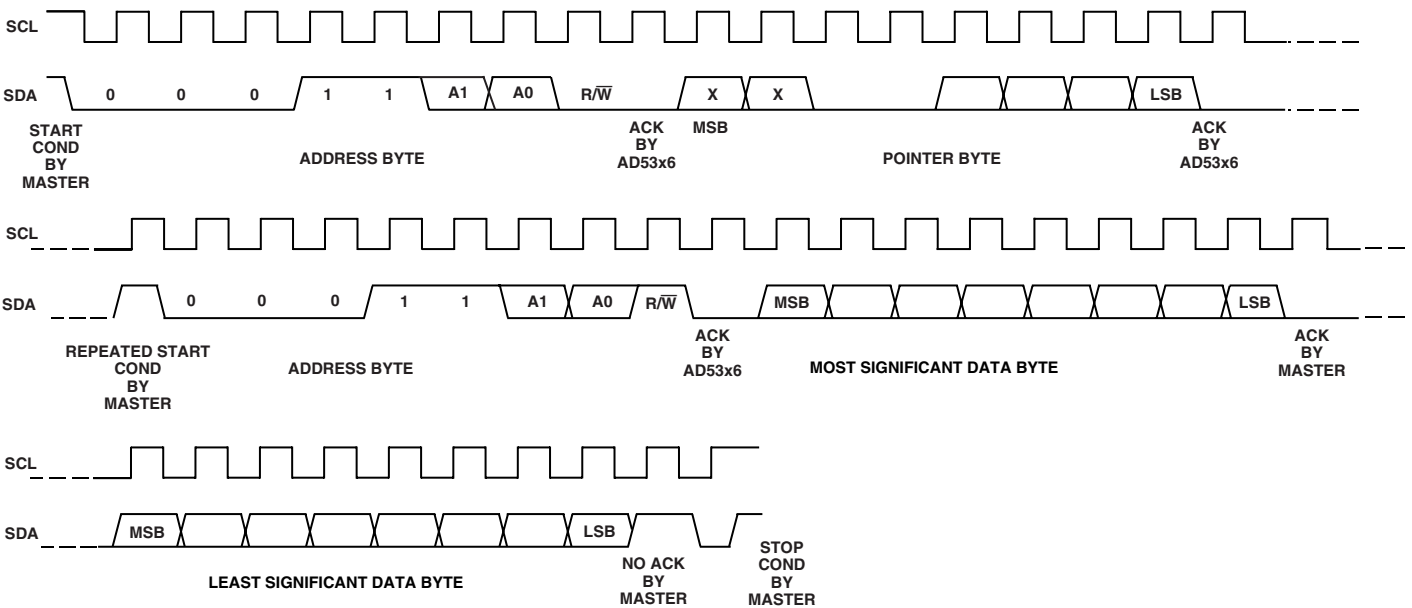 SCL
SDA 0 0 0 1 1 A1 A0 R/W̅ X X LSB
START COND BY MASTER
ADDRESS BYTE
ACK BY AD53x6
MSB
POINTER BYTE
ACK BY AD53x6
SCL
SDA 0 0 0 1 1 A1 A0 R/W̅ MSB LSB
REPEATED START COND BY MASTER
ADDRESS BYTE
ACK BY AD53x6
MOST SIGNIFICANT DATA BYTE
ACK BY MASTER
SCL
SDA MSB LSB
LEAST SIGNIFICANT DATA BYTE
NO ACK BY MASTER
STOP COND BY MASTER